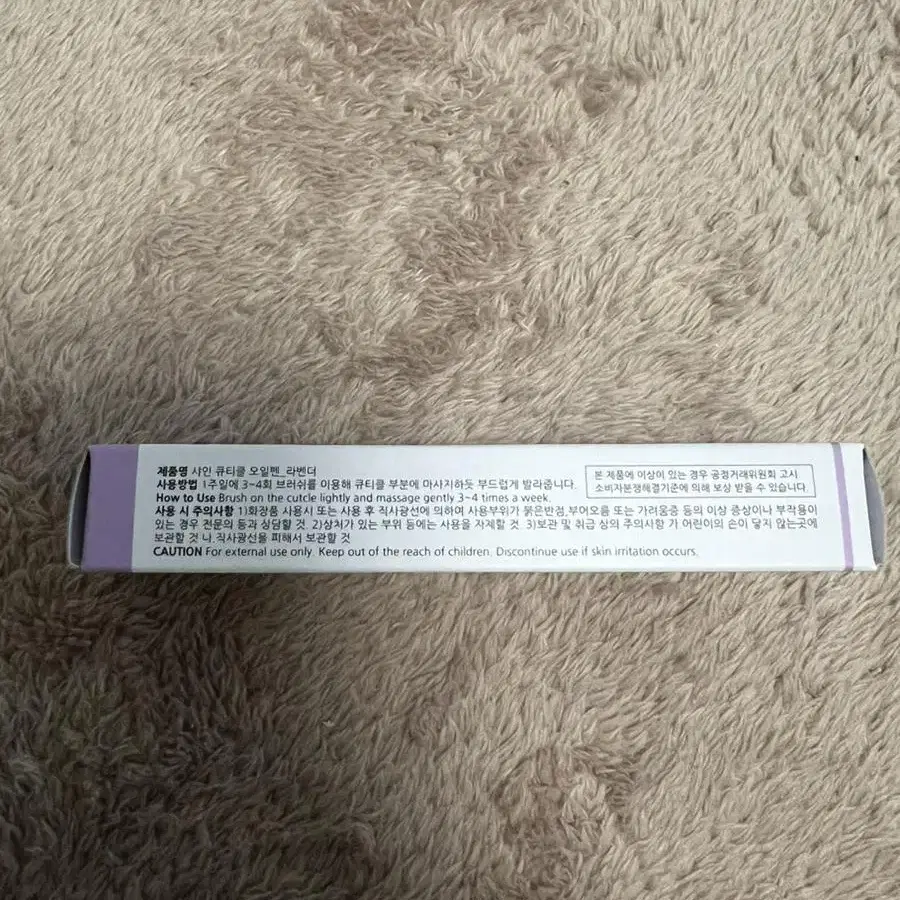 제품명 샤인 큐티클 오일펜_라벤더
사용방법 1주일에 3~4회 브러쉬를 이용해 큐티클 부분에 마사지하듯 부드럽게 발라줍니다.
How to Use Brush on the cutcle lightly and massage gently 3~4 times a week.
본 제품에 이상이 있는 경우 공정거래위원회 고시
소비자분쟁해결기준에 의해 보상 받을 수 있습니다.
사용 시 주의사항 1)화장품 사용시 또는 사용 후 직사광선에 의하여 사용부위가 붉은반점,부어오름 또는 가려움증 등의 이상 증상이나 부작용이
있는 경우 전문의 등과 상담할 것 2)상처가 있는 부위 등에는 사용을 자제할 것 3)보관 및 취급 상의 주의사항 가.어린이의 손이 닿지 않는곳에
보관할 것 나.직사광선을 피해서 보관할 것
CAUTION For external use only. Keep out of the reach of children. Discontinue use if skin irritation occurs.